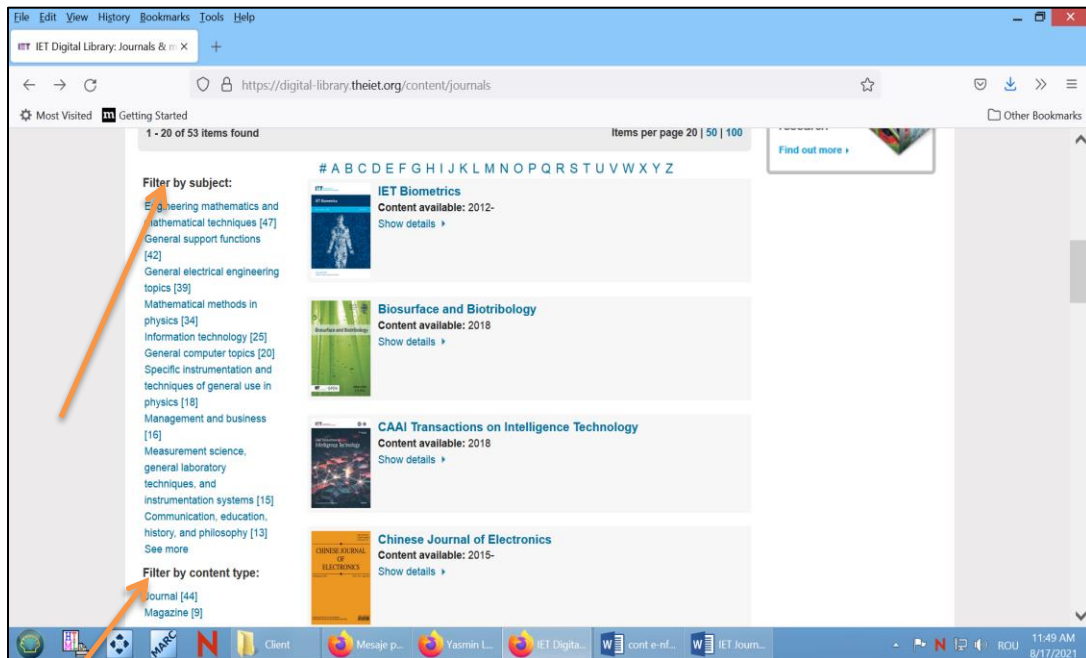 File Edit View History Bookmarks Tools Help
IET IET Digital Library: Journals & m
https://digital-library.theiet.org/content/journals
Most Visited Getting Started Other Bookmarks
1 - 20 of 53 items found Items per page 20 | 50 | 100
research
Find out more
# A B C D E F G H I J K L M N O P Q R S T U V W X Y Z
Filter by subject:
Engineering mathematics and
mathematical techniques [47]
General support functions
[42]
General electrical engineering
topics [39]
Mathematical methods in
physics [34]
Information technology [25]
General computer topics [20]
Specific instrumentation and
techniques of general use in
physics [18]
Management and business
[16]
Measurement science,
general laboratory
techniques, and
instrumentation systems [15]
Communication, education,
history, and philosophy [13]
See more
Filter by content type:
Journal [44]
Magazine [9]
IET Biometrics
Content available: 2012-
Show details
Biosurface and Biotribology
Content available: 2018
Show details
CAAI Transactions on Intelligence Technology
Content available: 2018
Show details
CHINESE JOURNAL
OF
ELECTRONICS
Chinese Journal of Electronics
Content available: 2015-
Show details
MARC N Client Mesaje p... Yasmin L... IET Digita... cont e-nf... IET Journ... N ROU 11:49 AM
8/17/2021